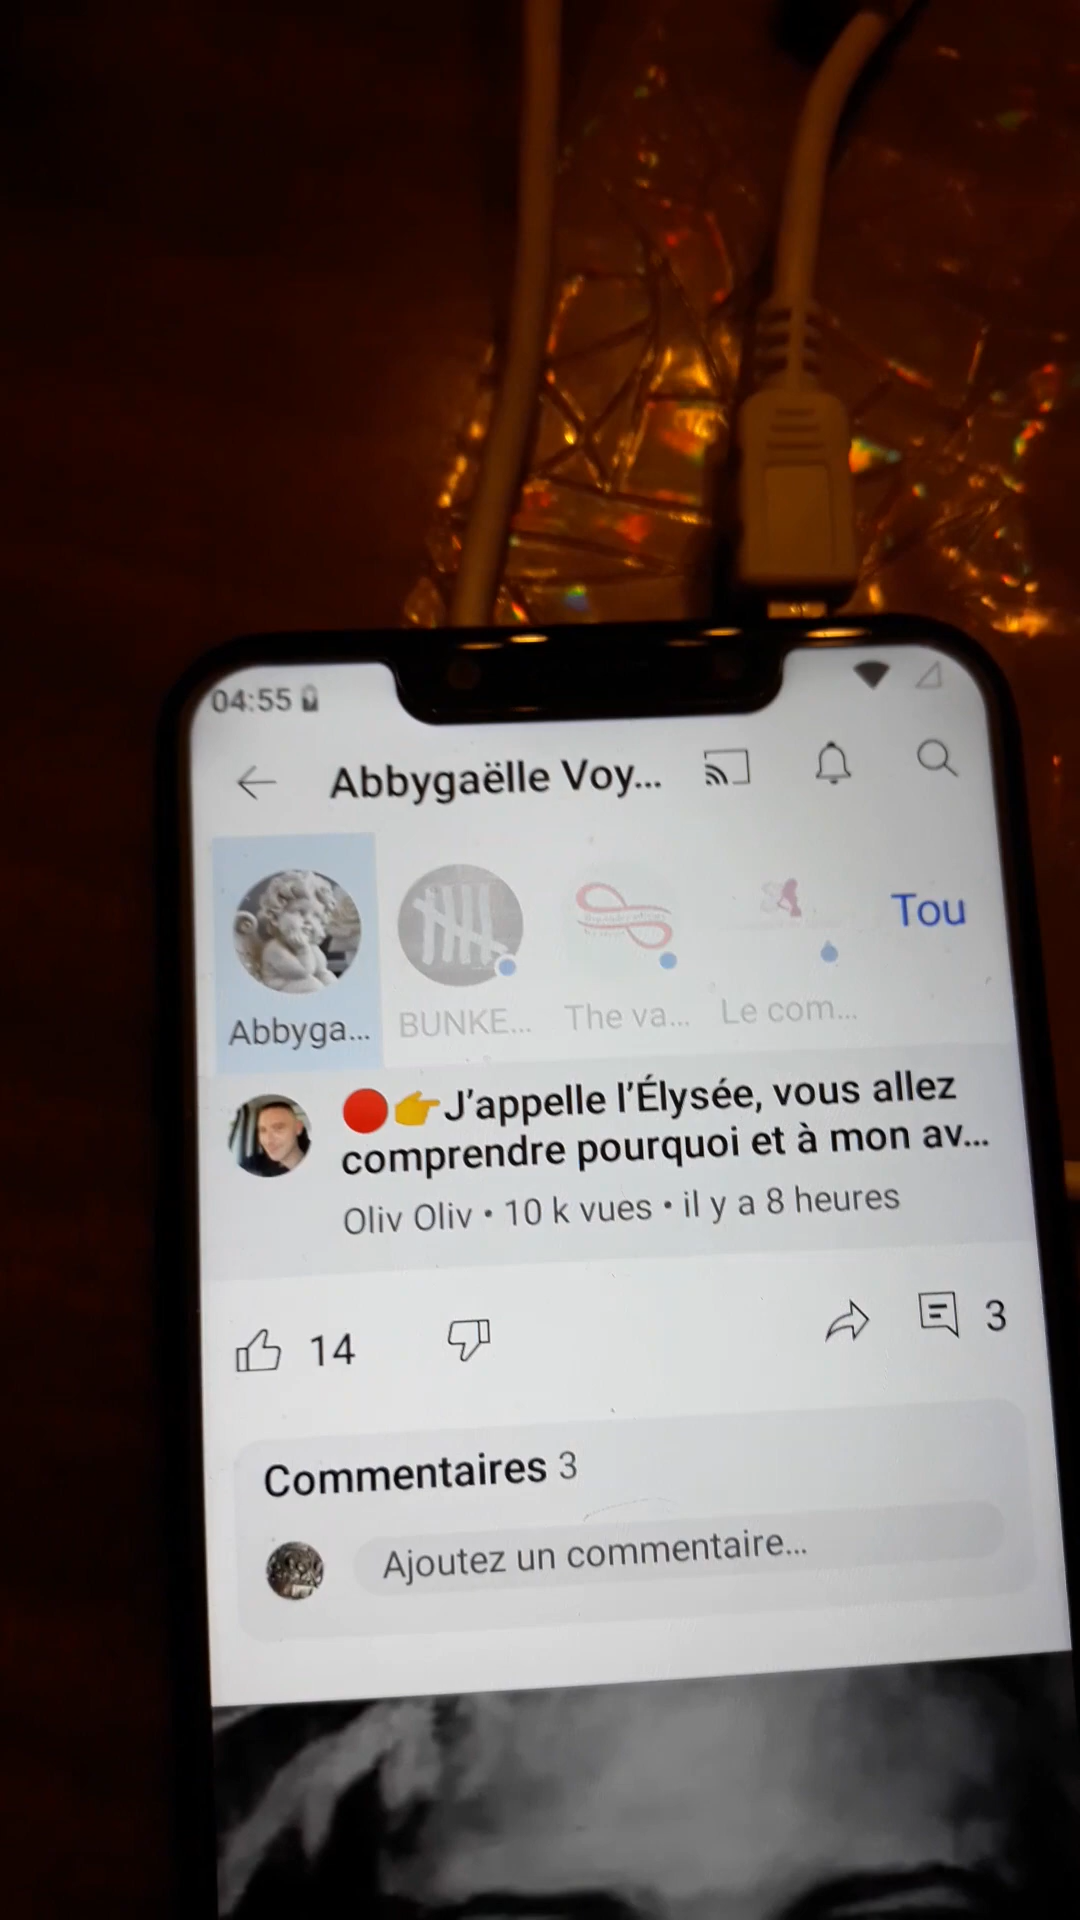 04:55
Abbygaëlle Voy...
Tou
Abbyga...
BUNKE...
The va...
Le com...
🔴👉J'appelle l'Élysée, vous allez
comprendre pourquoi et à mon av...
Oliv Oliv • 10 k vues • il y a 8 heures
14
3
Commentaires 3
Ajoutez un commentaire...